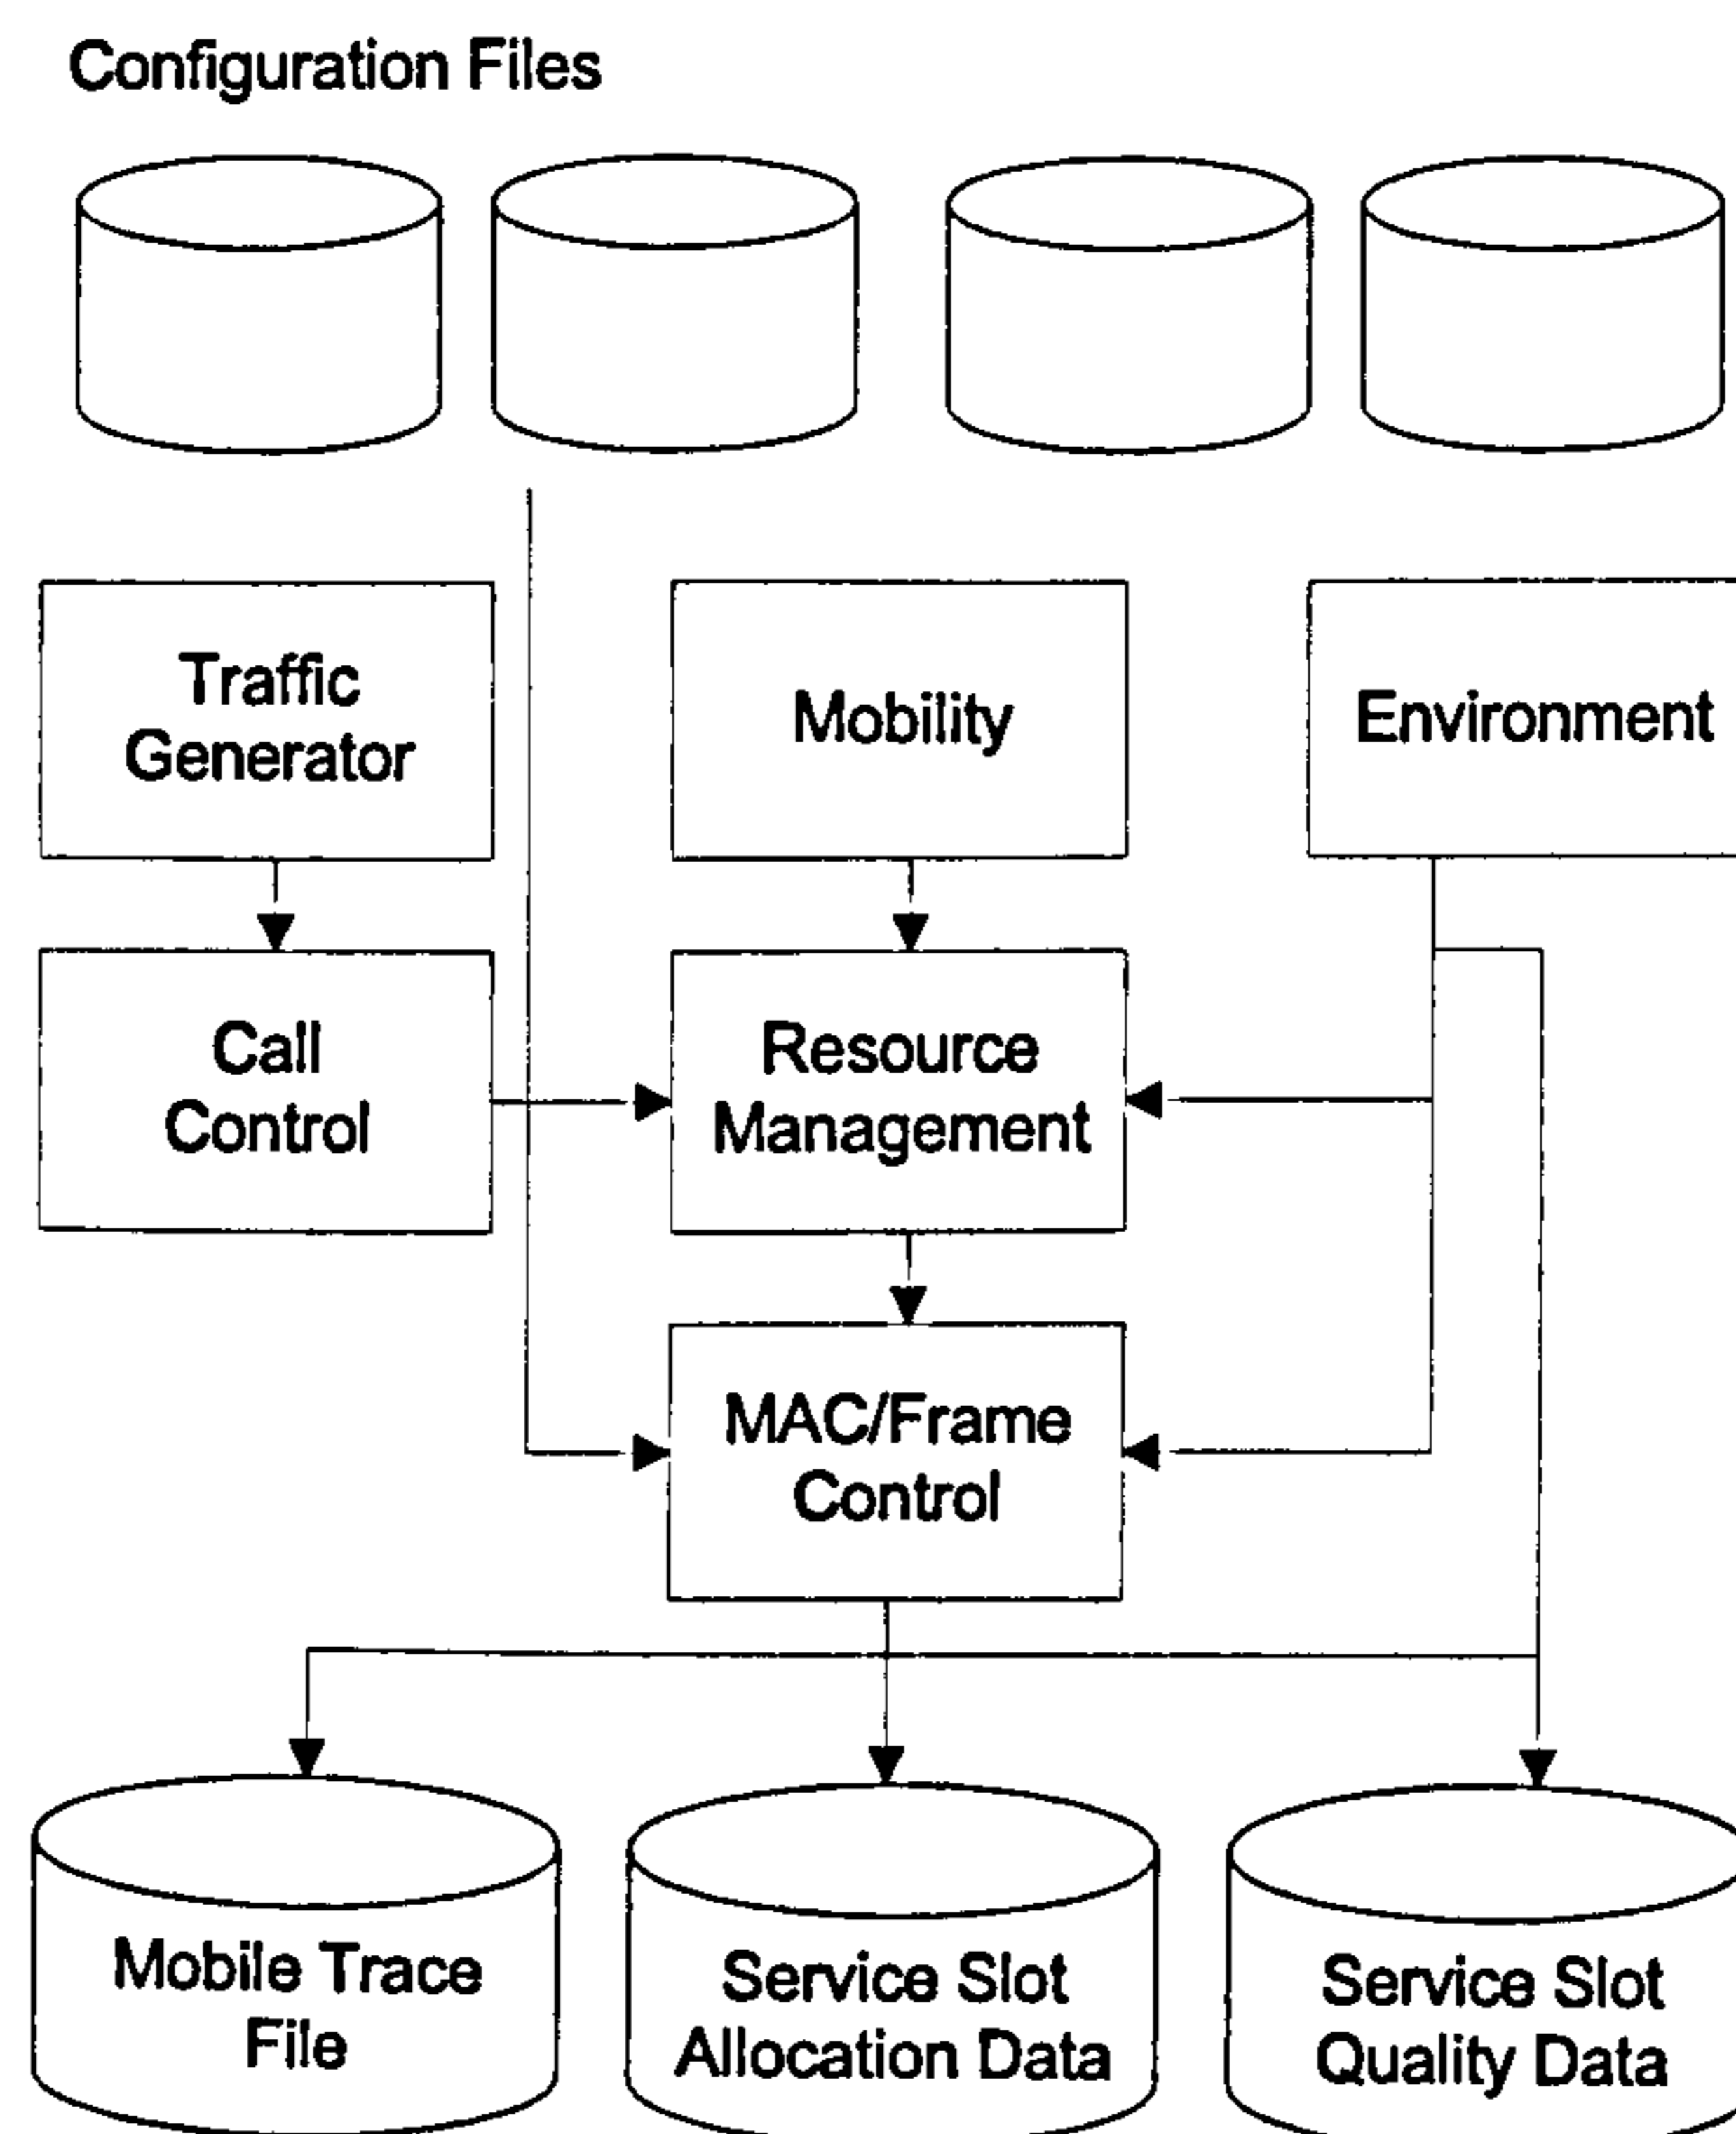 Configuration Files
Traffic
Generator
Mobility
Environment
Call
Control
Resource
Management
MAC/Frame
Control
Mobile Trace
File
Service Slot
Allocation Data
Service Slot
Quality Data